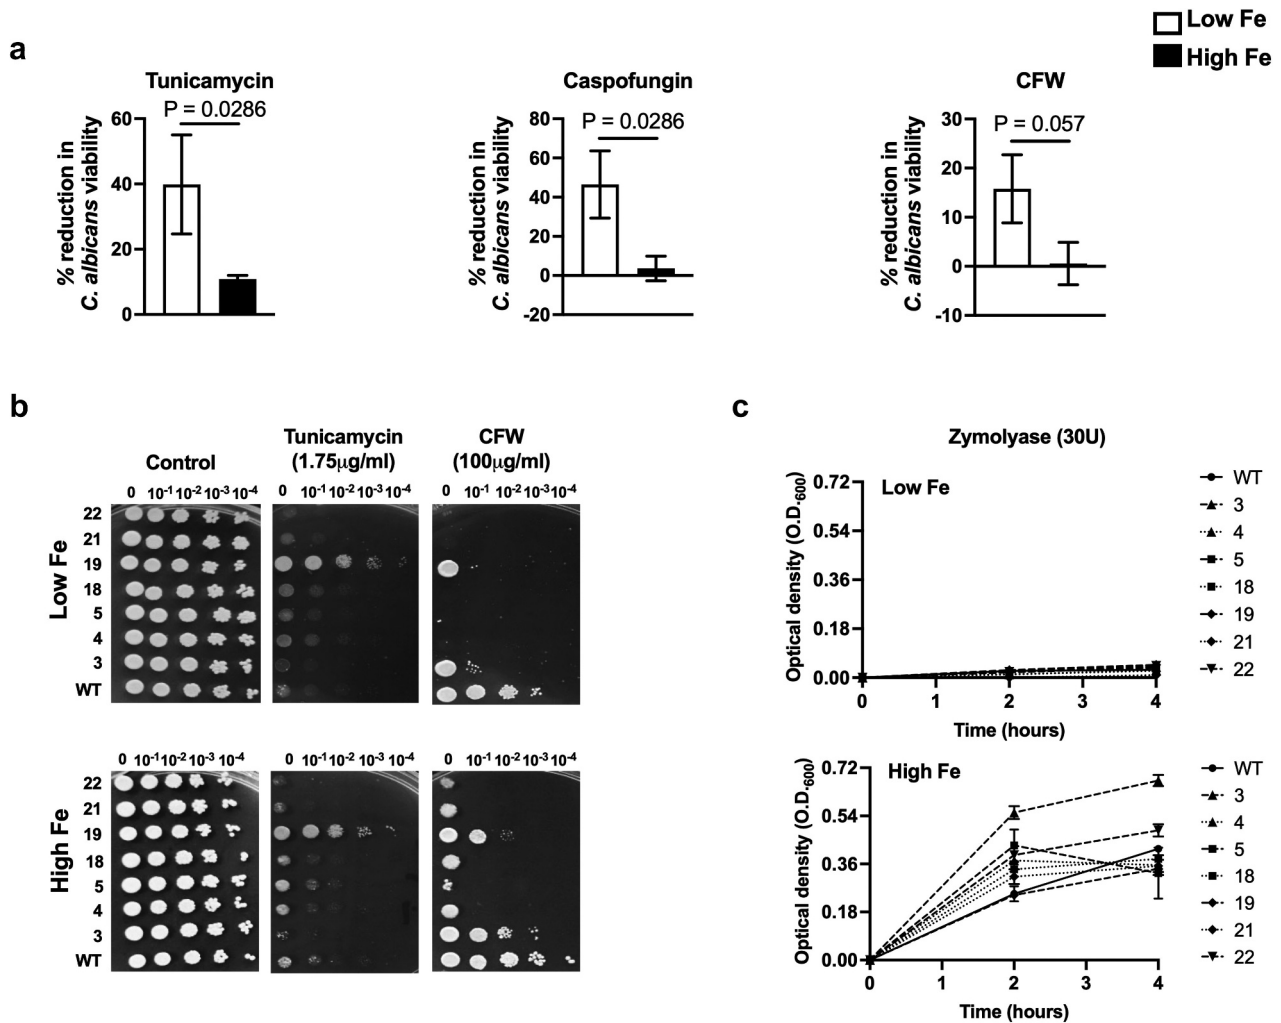 Low Fe
High Fe
a
Tunicamycin
P = 0.0286
% reduction in
C. albicans viability
60
40
20
0
Caspofungin
P = 0.0286
% reduction in
C. albicans viability
80
60
40
20
0
-20
CFW
P = 0.057
% reduction in
C. albicans viability
30
20
10
0
-10
b
Control
Tunicamycin
(1.75µg/ml)
CFW
(100µg/ml)
0 10-1 10-2 10-3 10-4
0 10-1 10-2 10-3 10-4
0 10-1 10-2 10-3 10-4
Low Fe
22
21
19
18
5
4
3
WT
0 10-1 10-2 10-3 10-4
0 10-1 10-2 10-3 10-4
0 10-1 10-2 10-3 10-4
High Fe
22
21
19
18
5
4
3
WT
c
Zymolyase (30U)
Low Fe
Optical density (O.D.600)
0.72
0.54
0.36
0.18
0.00
0 1 2 3 4
Time (hours)
WT
3
4
5
18
19
21
22
High Fe
Optical density (O.D.600)
0.72
0.54
0.36
0.18
0.00
0 1 2 3 4
Time (hours)
WT
3
4
5
18
19
21
22